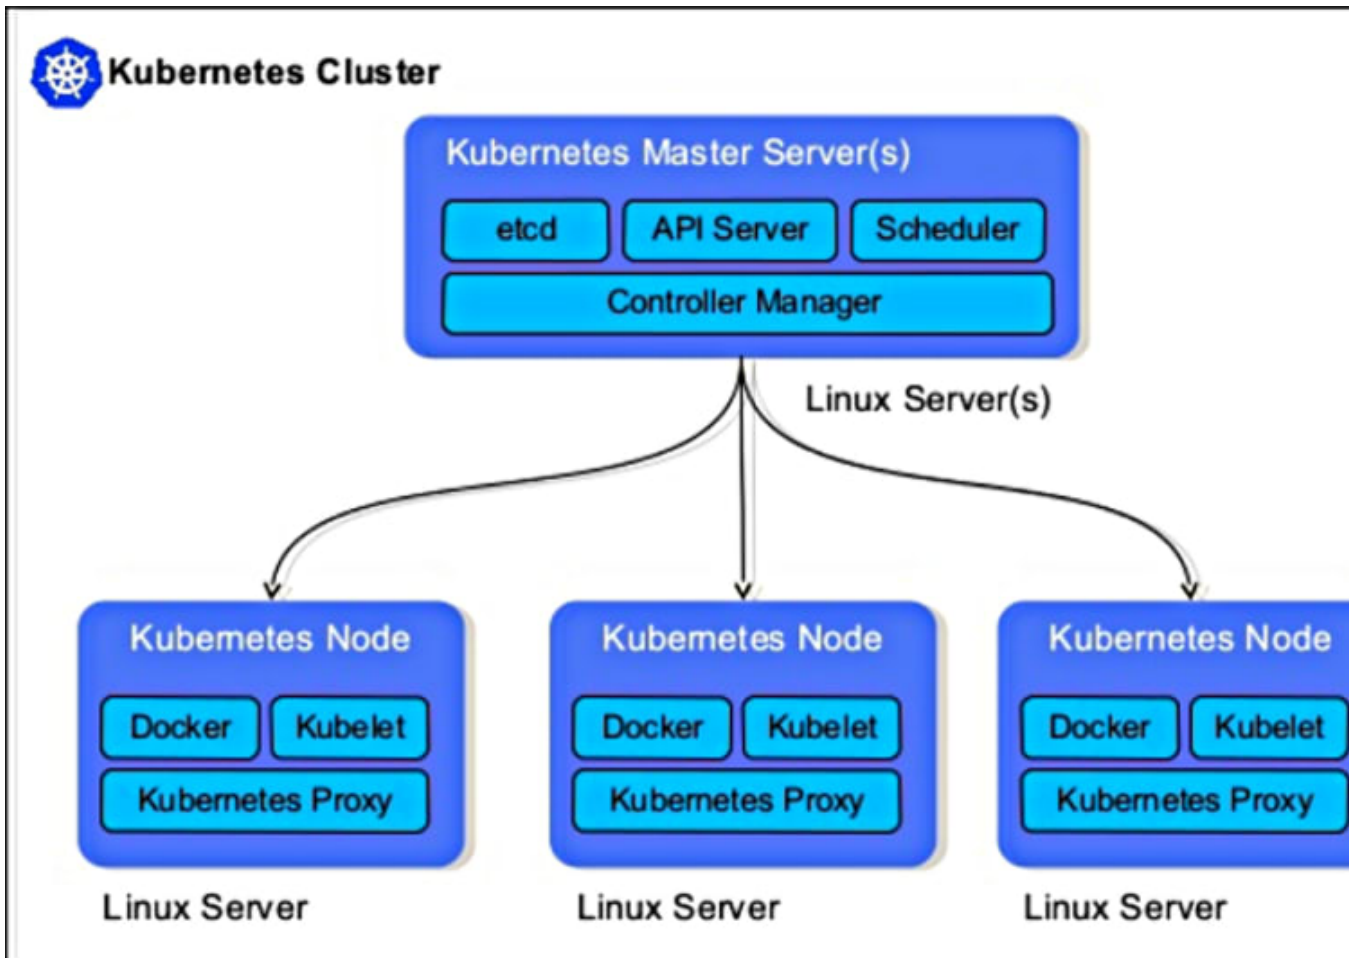 Kubernetes Cluster
Kubernetes Master Server(s)
etcd API Server Scheduler
Controller Manager
Linux Server(s)
Kubernetes Node Kubernetes Node Kubernetes Node
Docker Kubelet Docker Kubelet Docker Kubelet
Kubernetes Proxy Kubernetes Proxy Kubernetes Proxy
Linux Server Linux Server Linux Server